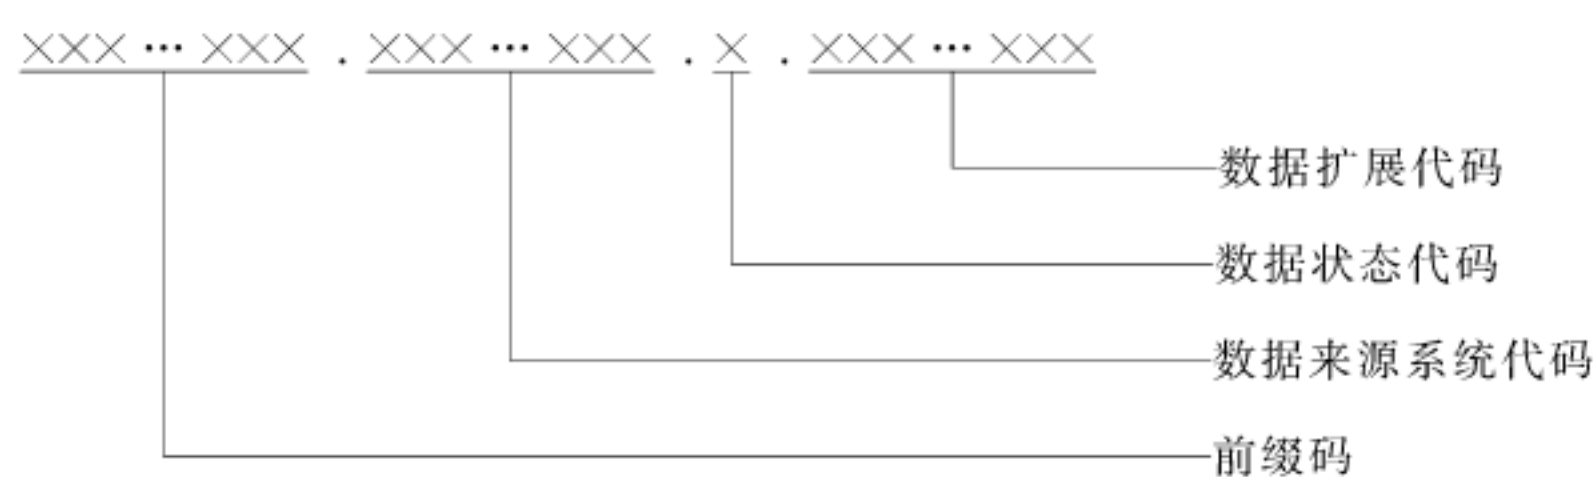 ××× ··· ××× . ××× ··· ××× . × . ××× ··· ×××
数据扩展代码
数据状态代码
数据来源系统代码
前缀码